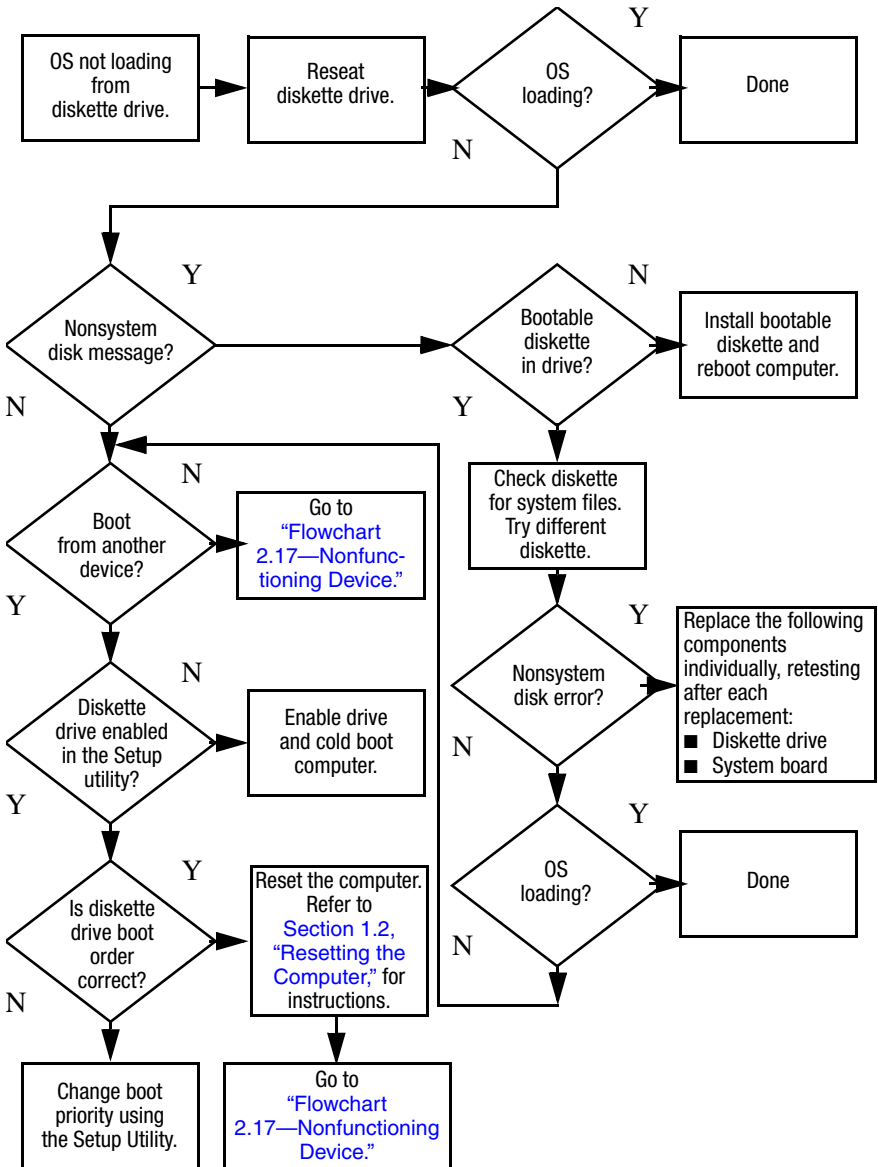 OS not loading
from
diskette drive.
Reseat
diskette drive.
OS
loading?
Y
Done
N
Nonsystem
disk message?
Y
N
Bootable
diskette
in drive?
N
Install bootable
diskette and
reboot computer.
Y
Check diskette
for system files.
Try different
diskette.
Boot
from another
device?
N
Go to
“Flowchart
2.17—Nonfunc-
tioning Device.”
Y
Nonsystem
disk error?
Y
Replace the following
components
individually, retesting
after each
replacement:
■ Diskette drive
■ System board
N
Diskette
drive enabled
in the Setup
utility?
N
Enable drive
and cold boot
computer.
Y
OS
loading?
Y
Done
N
Is diskette
drive boot
order
correct?
Y
Reset the computer.
Refer to
Section 1.2,
“Resetting the
Computer,” for
instructions.
N
Change boot
priority using
the Setup Utility.
Go to
“Flowchart
2.17—Nonfunctioning
Device.”